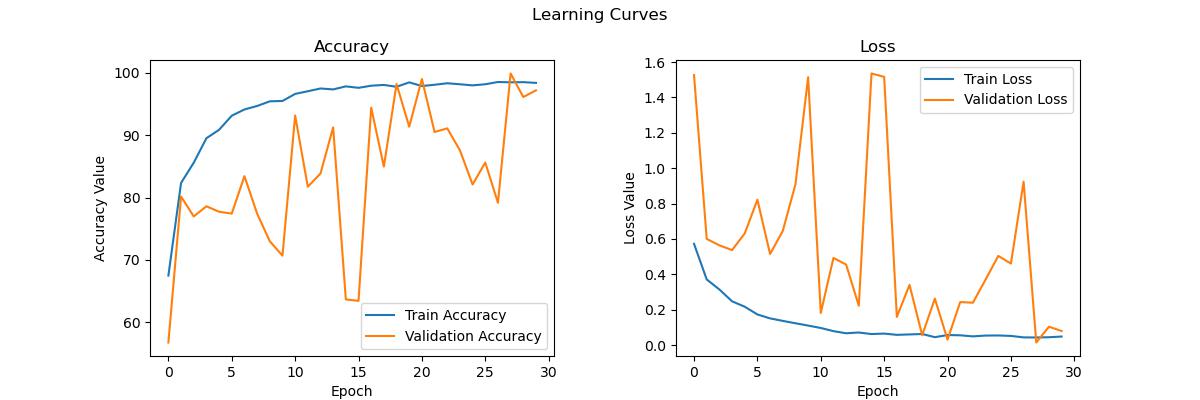 Learning Curves
Accuracy
100
90
80
70
60
Accuracy Value
0 5 10 15 20 25 30
Epoch
Train Accuracy
Validation Accuracy
Loss
1.6
1.4
1.2
1.0
0.8
0.6
0.4
0.2
0.0
Loss Value
0 5 10 15 20 25 30
Epoch
Train Loss
Validation Loss